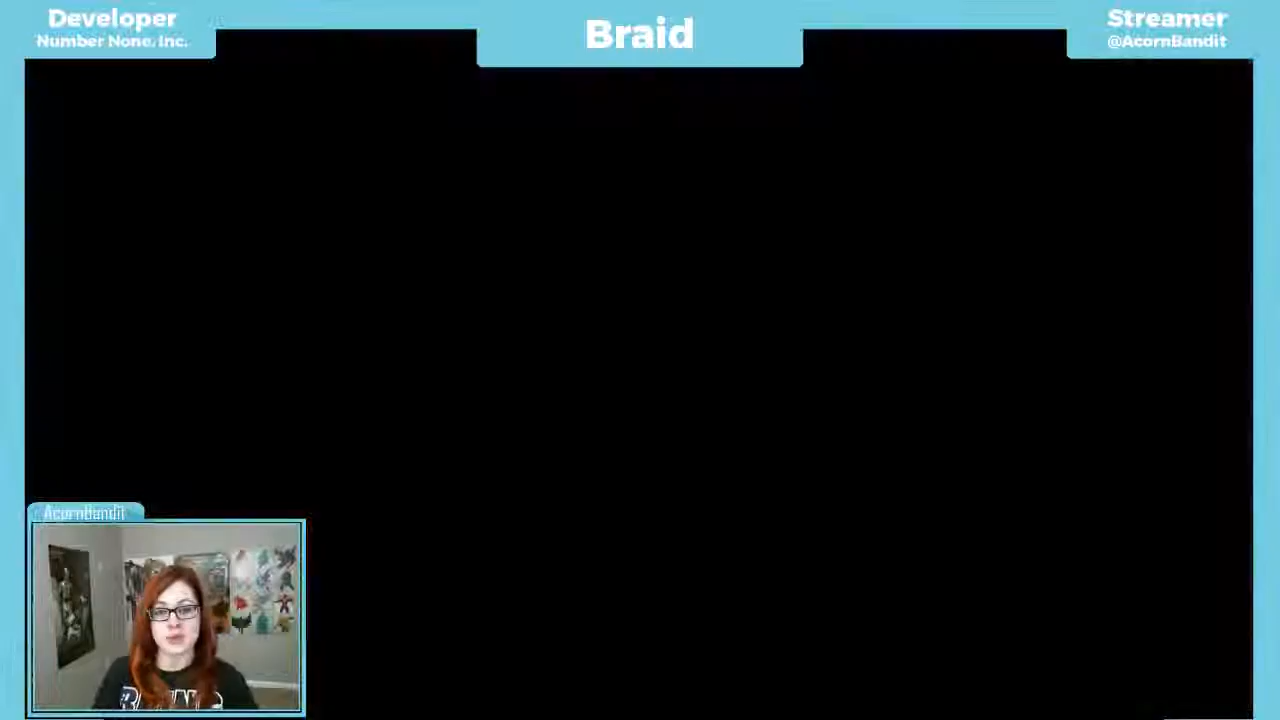 Developer
Number None, Inc.
Braid
Streamer
@AcornBandit
AcornBandit